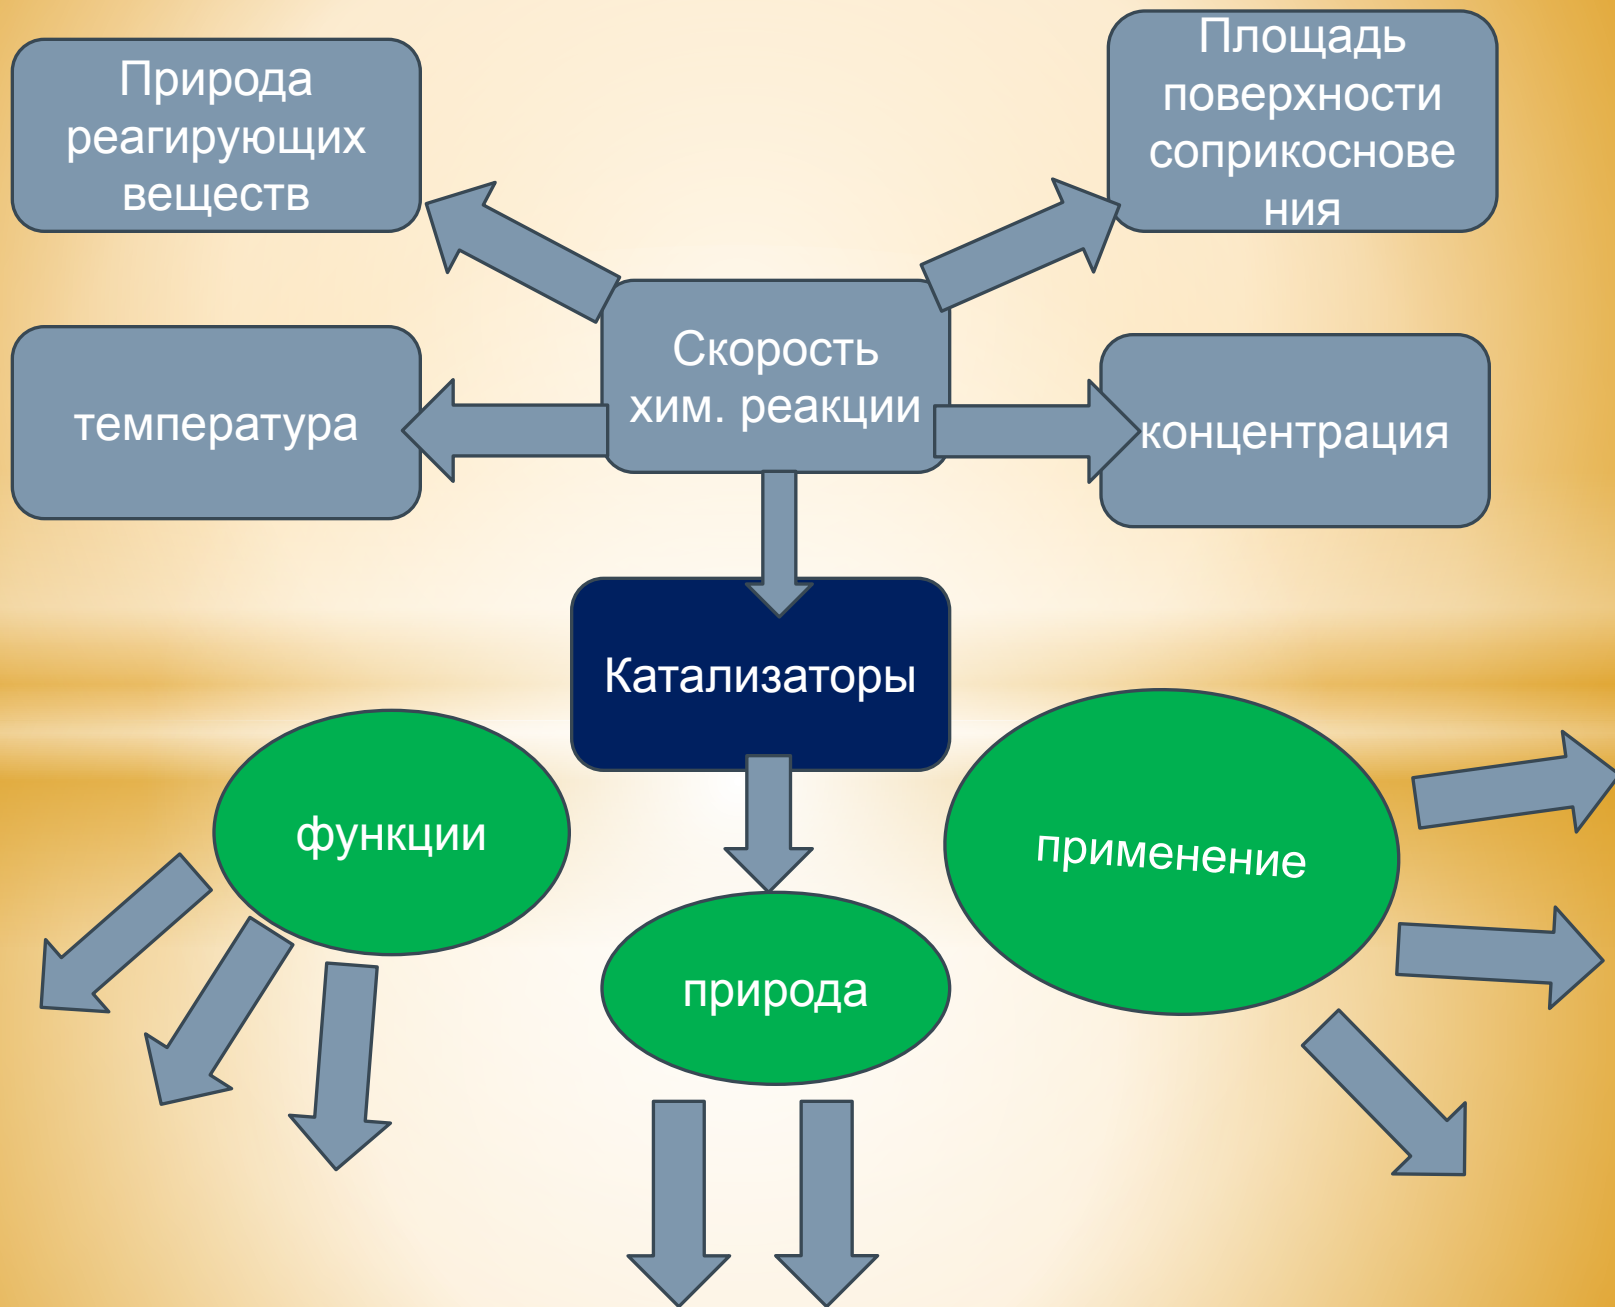 Природа
реагирующих
веществ
Площадь
поверхности
соприкоснове
ния
Скорость
хим. реакции
температура
концентрация
Катализаторы
функции
применение
природа